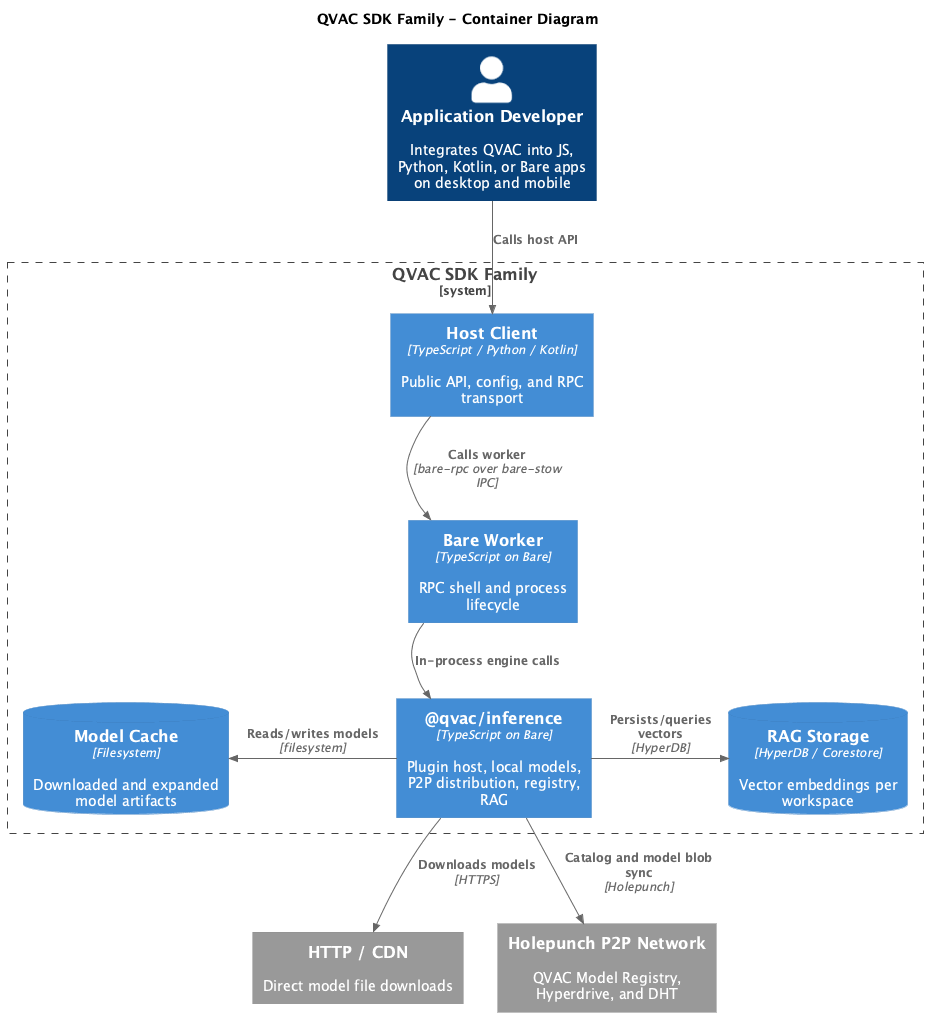 QVAC SDK Family – Container Diagram
Application Developer
Integrates QVAC into JS,
Python, Kotlin, or Bare apps
on desktop and mobile
Calls host API
QVAC SDK Family
[system]
Host Client
[TypeScript / Python / Kotlin]
Public API, config, and RPC
transport
Calls worker
[bare-rpc over bare-stow
IPC]
Bare Worker
[TypeScript on Bare]
RPC shell and process
lifecycle
In-process engine calls
Model Cache
[Filesystem]
Downloaded and expanded
model artifacts
Reads/writes models
[filesystem]
@qvac/inference
[TypeScript on Bare]
Plugin host, local models,
P2P distribution, registry,
RAG
Persists/queries
vectors
[HyperDB]
RAG Storage
[HyperDB / Corestore]
Vector embeddings per
workspace
Downloads models
[HTTPS]
Catalog and model blob
sync
[Holepunch]
HTTP / CDN
Direct model file downloads
Holepunch P2P Network
QVAC Model Registry,
Hyperdrive, and DHT